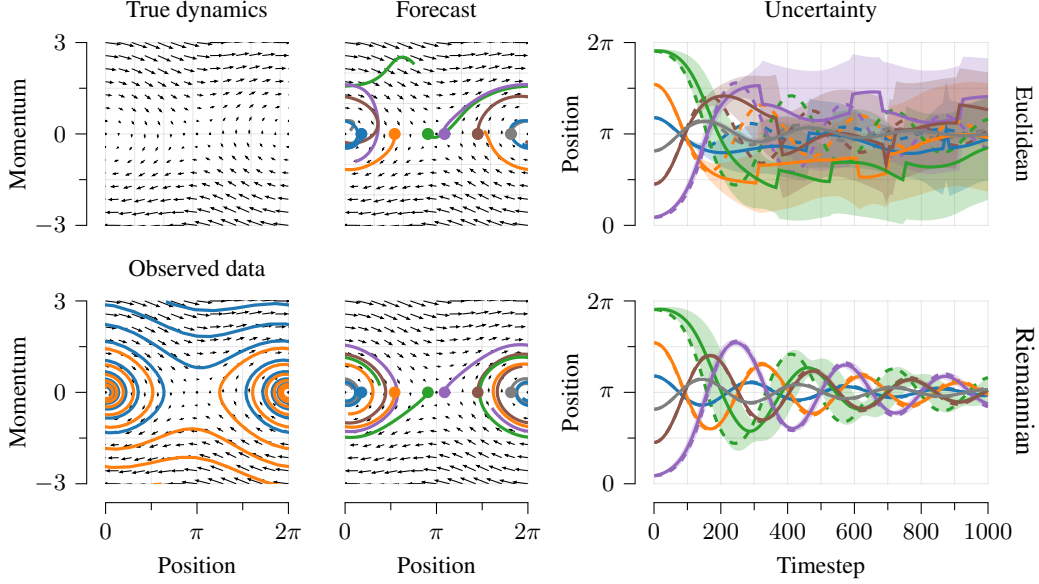 True dynamics
Forecast
Uncertainty
3
0
−3
Momentum
2π
π
0
Position
Euclidean
Observed data
3
0
−3
Momentum
2π
π
0
Position
Riemannian
0
π
2π
Position
0
π
2π
Position
0
200
400
600
800
1000
Timestep